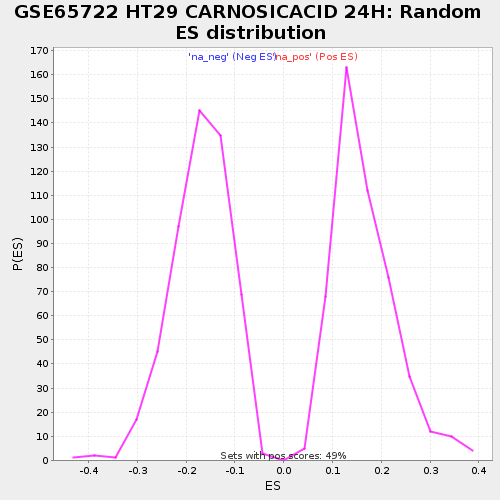 GSE65722 HT29 CARNOSICACID 24H: Random
ES distribution
'na_neg' (Neg ES)
'na_pos' (Pos ES)
170
160
150
140
130
120
110
100
90
80
70
60
50
40
30
20
10
0
P(ES)
Sets with pos scores: 49%
-0.4 -0.3 -0.2 -0.1 0.0 0.1 0.2 0.3 0.4
ES